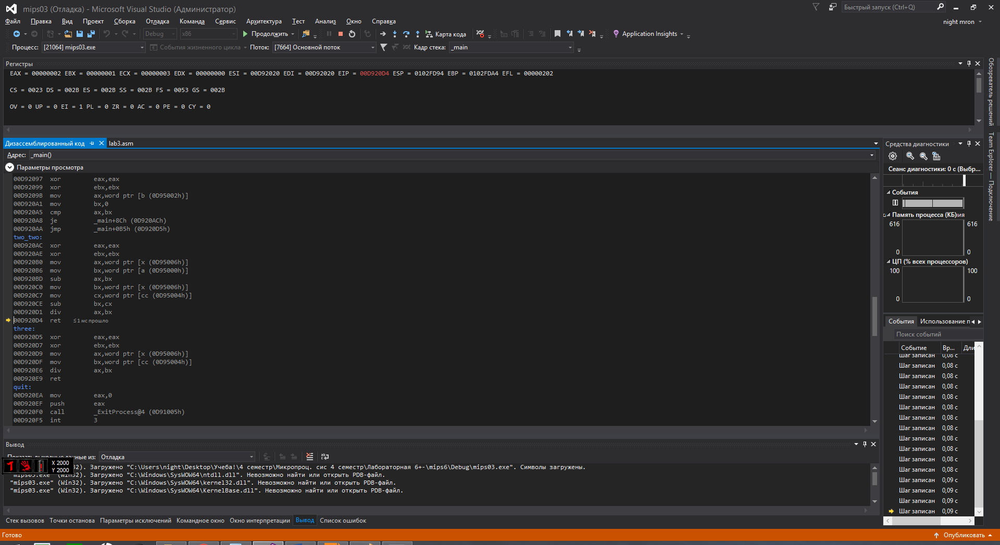 mips03 (Отладка) - Microsoft Visual Studio (Администратор)
Быстрый запуск (Ctrl+Q)
Файл Правка Вид Проект Сборка Отладка Команда Сервис Архитектура Тест Анализ Окно Справка
night mron
Debug x86 Продолжить Карта кода Application Insights
Процесс: [21064] mips03.exe События жизненного цикла Поток: [7664] Основной поток Кадр стека: _main
Регистры
EAX = 00000002 EBX = 00000001 ECX = 00000003 EDX = 00000000 ESI = 00D92020 EDI = 00D92020 EIP = 00D920D4 ESP = 0102FD94 EBP = 0102FDA4 EFL = 00000202
CS = 0023 DS = 002B ES = 002B SS = 002B FS = 0053 GS = 002B
OV = 0 UP = 0 EI = 1 PL = 0 ZR = 0 AC = 0 PE = 0 CY = 0
Дизассемблированный код lab3.asm
Адрес: _main()
Параметры просмотра
00D92097 xor eax,eax
00D92099 xor ebx,ebx
00D9209B mov ax,word ptr [b (0D95002h)]
00D920A1 mov bx,0
00D920A5 cmp ax,bx
00D920A8 je _main+8Ch (0D920ACh)
00D920AA jmp _main+0B5h (0D920D5h)
two_two:
00D920AC xor eax,eax
00D920AE xor ebx,ebx
00D920B0 mov ax,word ptr [x (0D95006h)]
00D920B6 mov bx,word ptr [a (0D95000h)]
00D920BD sub ax,bx
00D920C0 mov bx,word ptr [x (0D95006h)]
00D920C7 mov cx,word ptr [cc (0D95004h)]
00D920CE sub bx,cx
00D920D1 div ax,bx
00D920D4 ret ≤ 1 мс прошло
three:
00D920D5 xor eax,eax
00D920D7 xor ebx,ebx
00D920D9 mov ax,word ptr [x (0D95006h)]
00D920DF mov bx,word ptr [cc (0D95004h)]
00D920E6 div ax,bx
00D920E9 ret
quit:
00D920EA mov eax,0
00D920EF push eax
00D920F0 call _ExitProcess@4 (0D91005h)
00D920F5 int 3
Средства диагностики
Сеанс диагностики: 0 с (Выбр...
События
Память процесса (КБ)
616 616
0 0
ЦП (% всех процессоров)
100 100
0 0
События Использование п
Поиск событий
Событие Вр... Дли
Шаг записан 0,08 с
Шаг записан 0,08 с
Шаг записан 0,08 с
Шаг записан 0,08 с
Шаг записан 0,08 с
Шаг записан 0,08 с
Шаг записан 0,08 с
Шаг записан 0,08 с
Шаг записан 0,08 с
Шаг записан 0,08 с
Шаг записан 0,08 с
Шаг записан 0,08 с
Шаг записан 0,09 с
Шаг записан 0,09 с
Шаг записан 0,09 с
Шаг записан 0,09 с
Обозреватель решений
Team Explorer — Подключение
Вывод
данные из: Отладка
X 2000
Y 2000
32). Загружено "C:\Users\night\Desktop\Учеба!\4 семестр\Микропроц. сис 4 семестр\Лабораторная 6+-\mips6\Debug\mips03.exe". Символы загружены.
"mips03.exe" (Win32). Загружено "C:\Windows\SysWOW64\ntdll.dll". Невозможно найти или открыть PDB-файл.
"mips03.exe" (Win32). Загружено "C:\Windows\SysWOW64\kernel32.dll". Невозможно найти или открыть PDB-файл.
"mips03.exe" (Win32). Загружено "C:\Windows\SysWOW64\KernelBase.dll". Невозможно найти или открыть PDB-файл.
Стек вызовов Точки останова Параметры исключений Командное окно Окно интерпретации Вывод Список ошибок
Готово
Опубликовать